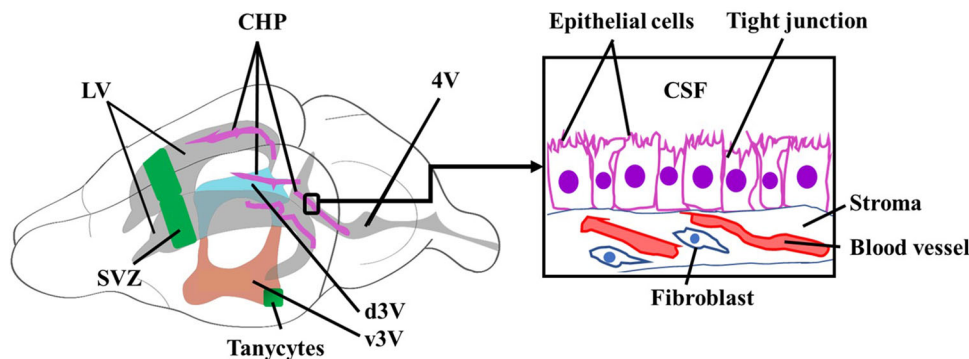 CHP
LV
4V
SVZ
d3V
v3V
Tanycytes
Epithelial cells
Tight junction
CSF
Stroma
Blood vessel
Fibroblast